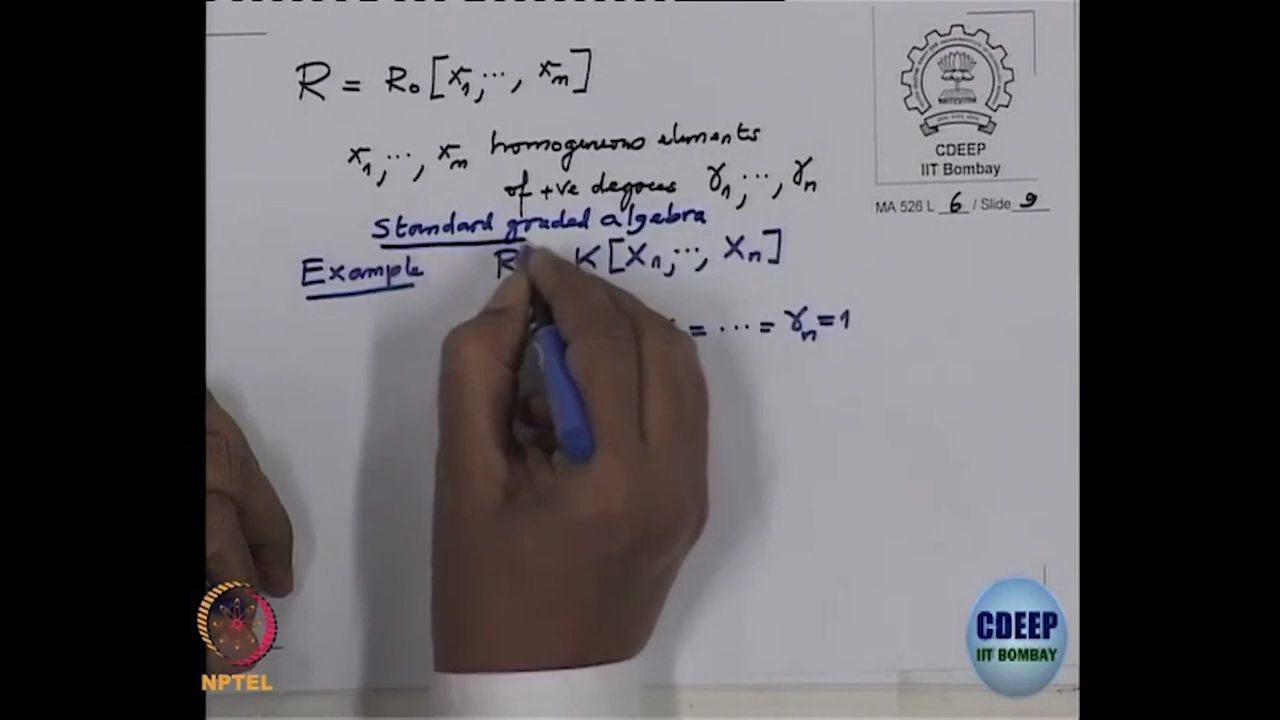 R = R₀ [x₁, ..., xₙ]
x₁, ..., xₙ homogeneous elements
of +ve degrees γ₁, ..., γₙ
Standard graded algebra
Example R K [X₁, ..., Xₙ]
= ... = γₙ = 1
CDEEP
IIT Bombay
MA 526 L 6 / Slide 9
NPTEL
CDEEP
IIT BOMBAY